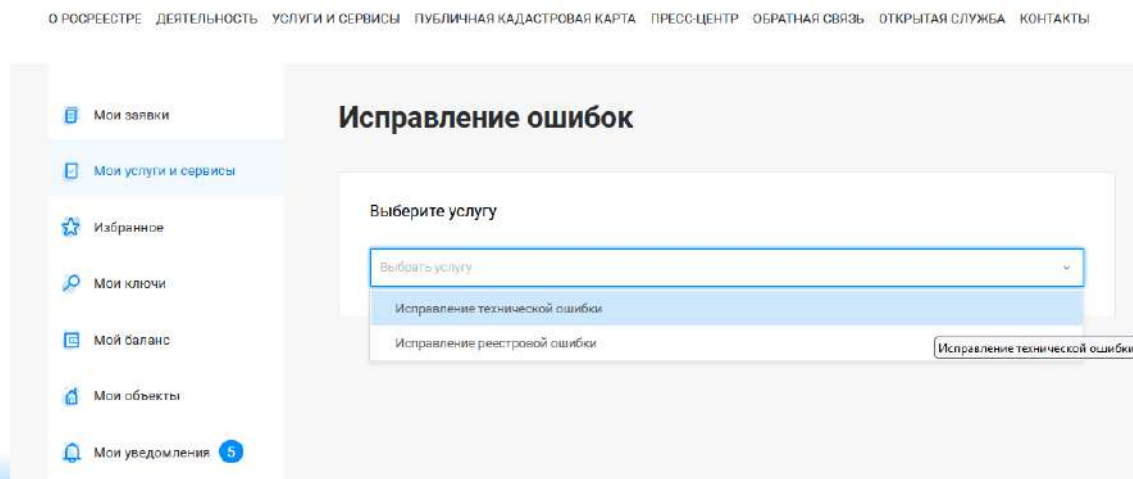 О РОСРЕЕСТРЕ ДЕЯТЕЛЬНОСТЬ УСЛУГИ И СЕРВИСЫ ПУБЛИЧНАЯ КАДАСТРОВАЯ КАРТА ПРЕСС-ЦЕНТР ОБРАТНАЯ СВЯЗЬ ОТКРЫТАЯ СЛУЖБА КОНТАКТЫ
Мои заявки
Мои услуги и сервисы
Избранное
Мои ключи
Мой баланс
Мои объекты
Мои уведомления 5
Исправление ошибок
Выберите услугу
Выбрать услугу
Исправление технической ошибки
Исправление реестровой ошибки
Исправление технической ошибки